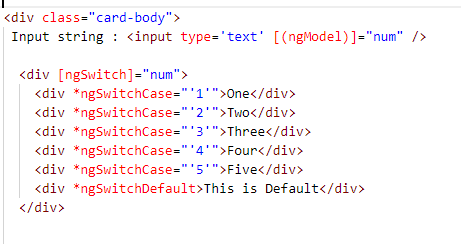 <div class="card-body">
Input string : <input type='text' [(ngModel)]="num" />
<div [ngSwitch]="num">
<div *ngSwitchCase="'1'">One</div>
<div *ngSwitchCase="'2'">Two</div>
<div *ngSwitchCase="'3'">Three</div>
<div *ngSwitchCase="'4'">Four</div>
<div *ngSwitchCase="'5'">Five</div>
<div *ngSwitchDefault>This is Default</div>
</div>